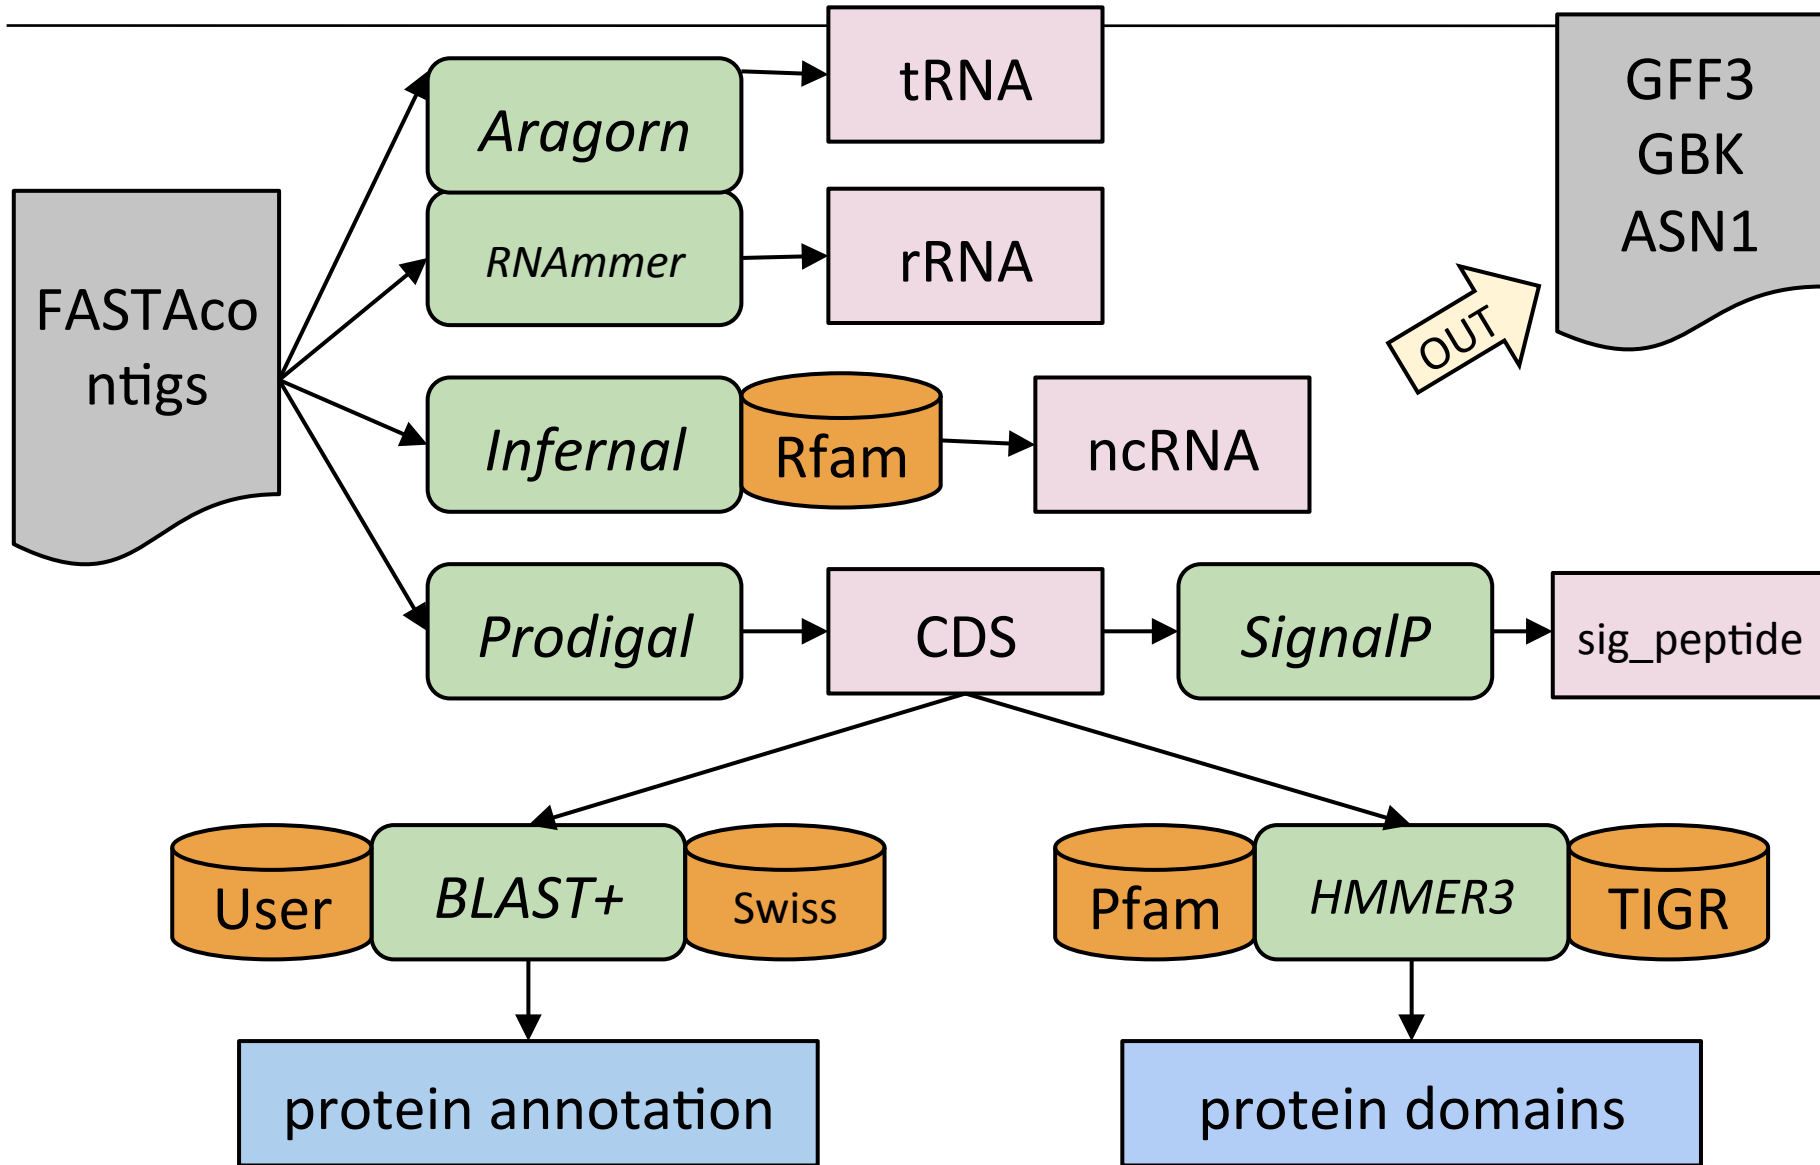 tRNA
GFF3
GBK
ASN1
Aragorn
RNAmmer
rRNA
FASTAco
ntigs
OUT
Infernal
Rfam
ncRNA
Prodigal
CDS
SignalP
sig_peptide
User
BLAST+
Swiss
Pfam
HMMER3
TIGR
protein annotation
protein domains